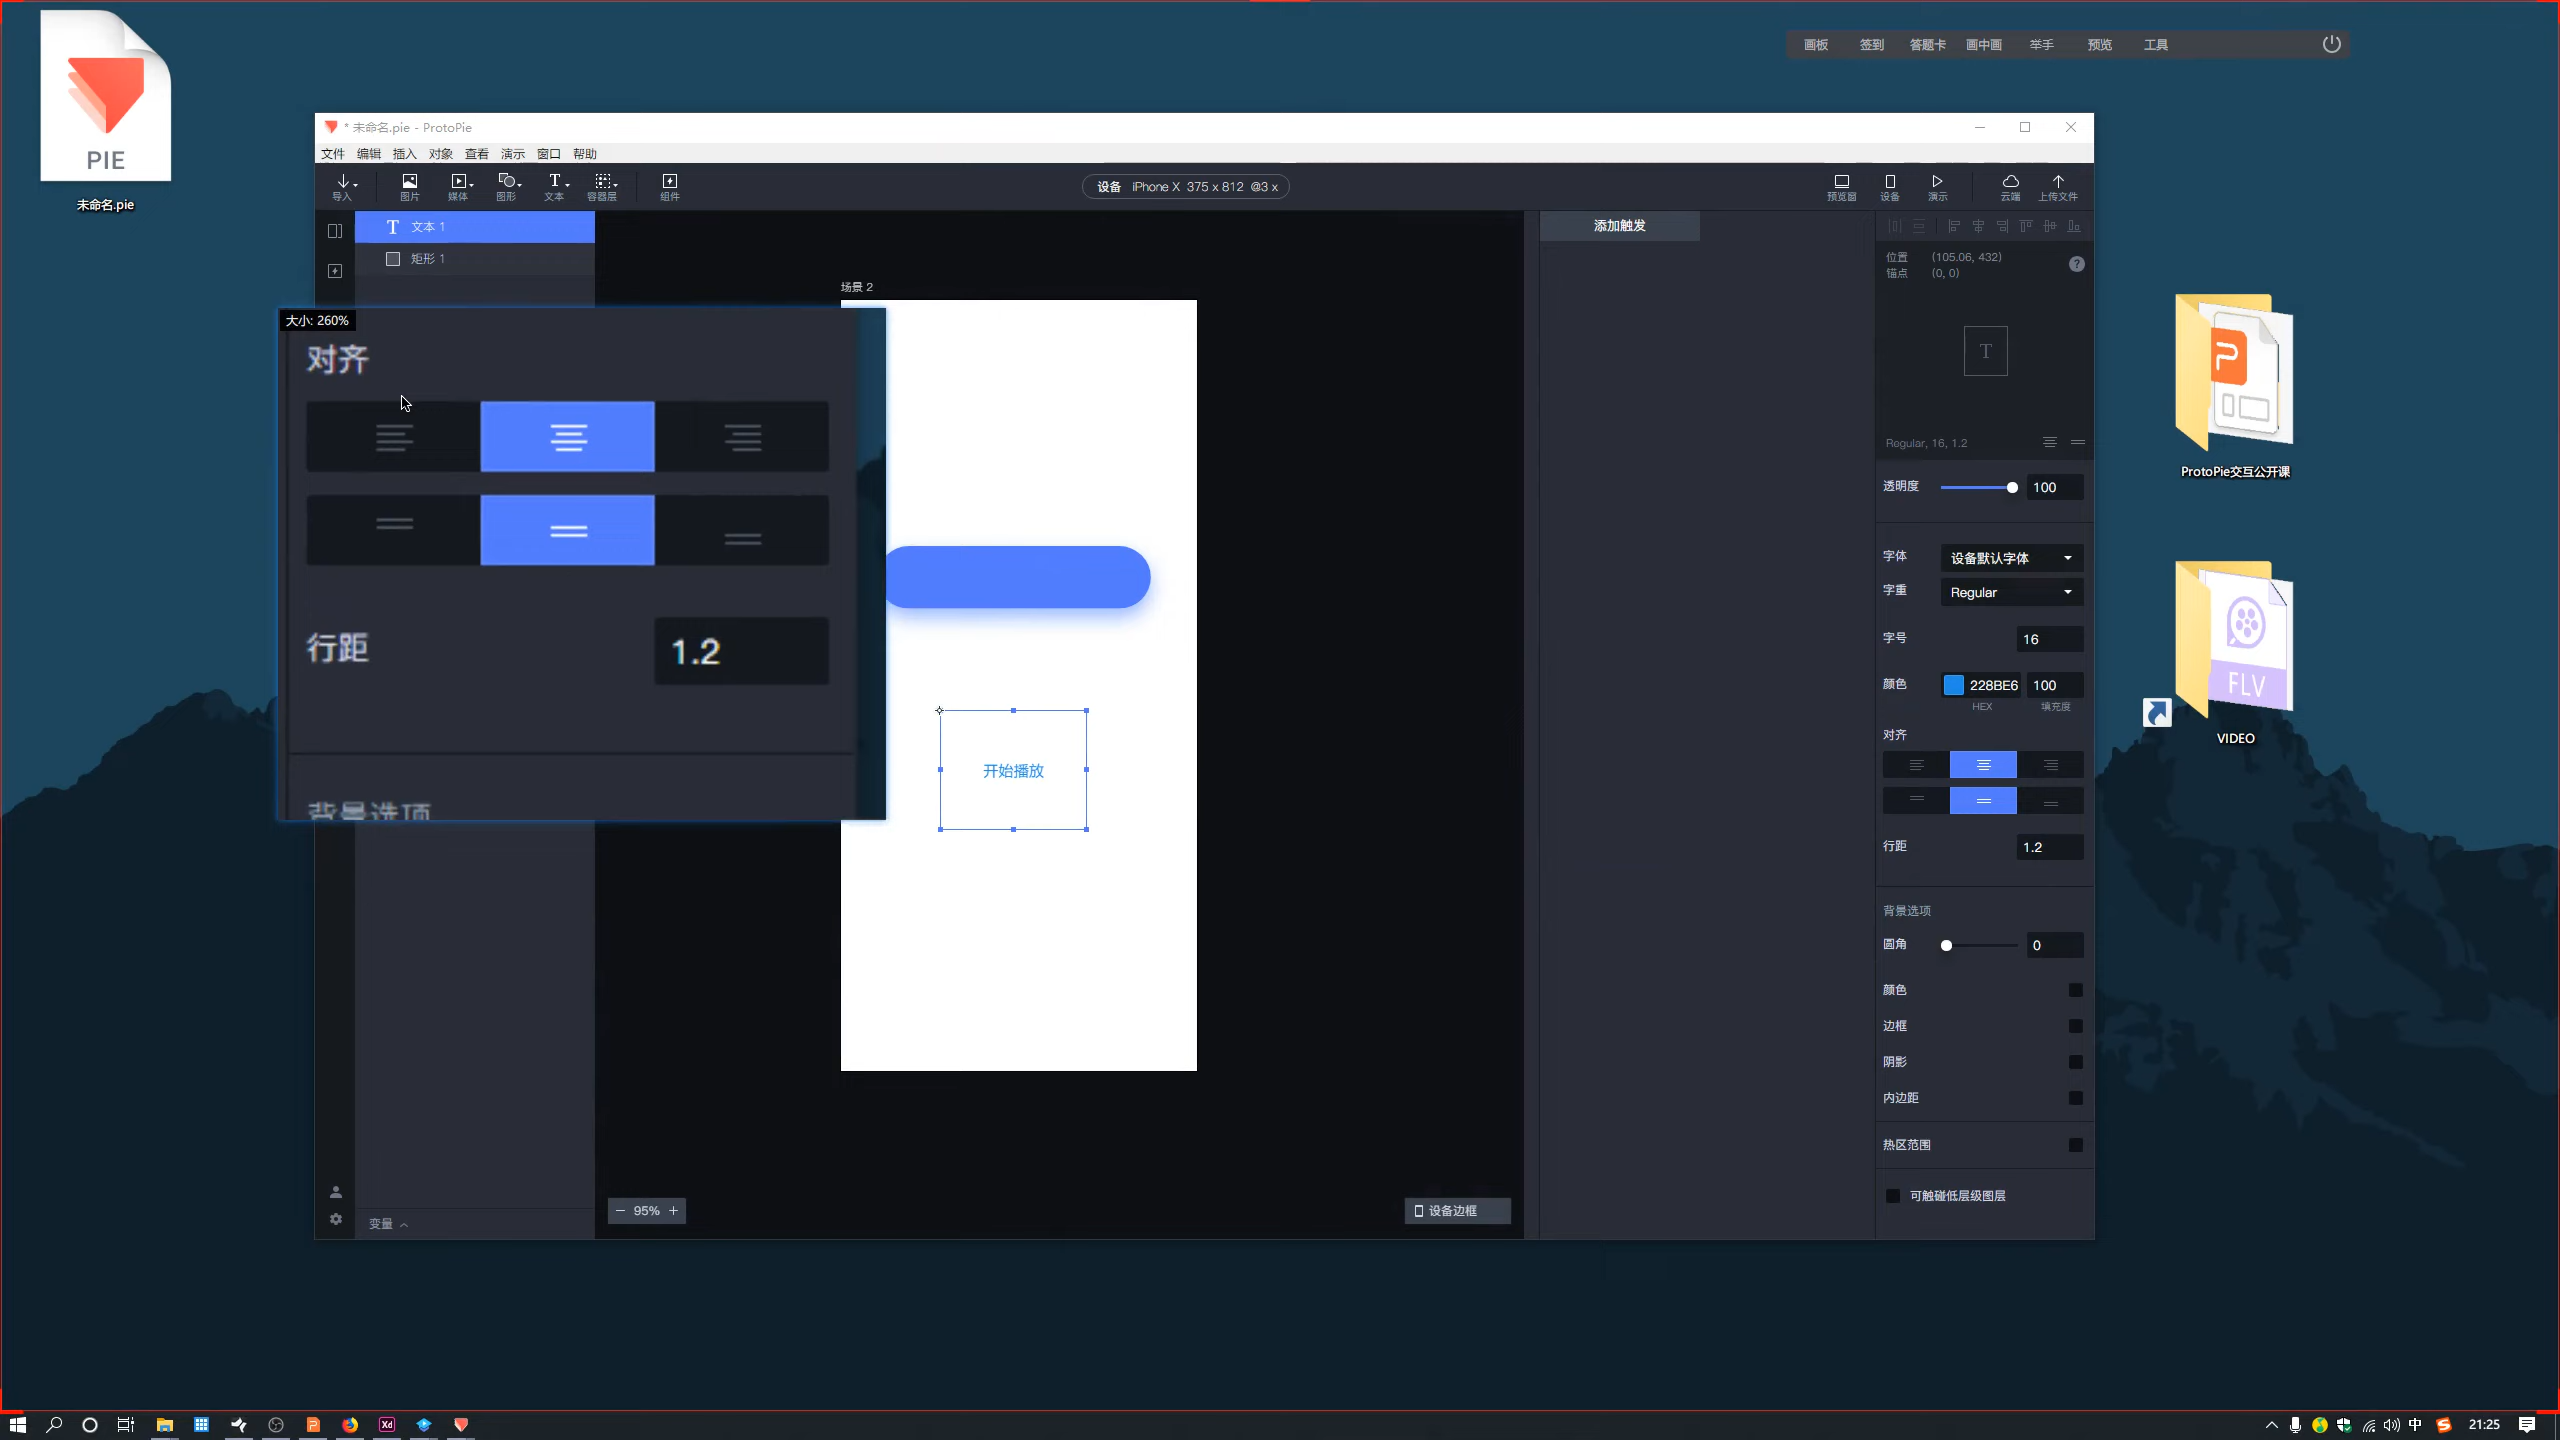 画板 签到 答题卡 画中画 举手 预览 工具
PIE
未命名.pie
* 未命名.pie - ProtoPie
文件 编辑 插入 对象 查看 演示 窗口 帮助
导入 图片 媒体 图形 文本 容器层 组件
设备 iPhone X 375 x 812 @3 x
预览窗 设备 演示 云端 上传文件
T 文本 1
矩形 1
场景 2
大小: 260%
对齐
行距 1.2
背景选项
开始播放
变量
95%
设备边框
添加触发
位置 (105.06, 432)
锚点 (0, 0)
?
T
Regular, 16, 1.2
透明度 100
字体 设备默认字体
字重 Regular
字号 16
颜色 228BE6 100
HEX 填充度
对齐
行距 1.2
背景选项
圆角 0
颜色
边框
阴影
内边距
热区范围
可触碰低层级图层
ProtoPie交互公开课
FLV
VIDEO
Xd
中
21:25